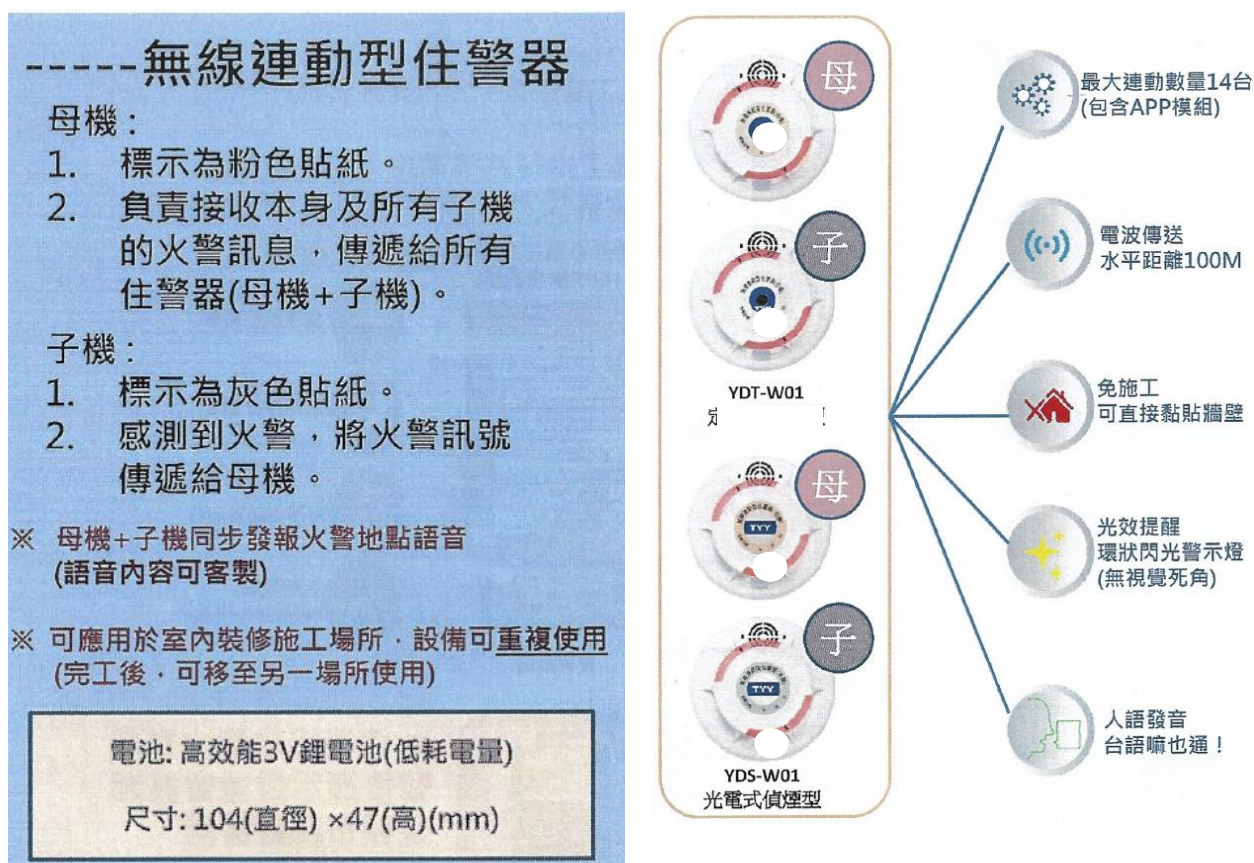 -----無線連動型住警器
母機:
1. 標示為粉色貼紙。
2. 負責接收本身及所有子機
的火警訊息,傳遞給所有
住警器(母機+子機)。
子機:
1. 標示為灰色貼紙。
2. 感測到火警,將火警訊號
傳遞給母機。
※ 母機+子機同步發報火警地點語音
(語音內容可客製)
※ 可應用於室內裝修施工場所,設備可重複使用
(完工後,可移至另一場所使用)
電池: 高效能3V鋰電池(低耗電量)
尺寸: 104(直徑) ×47(高)(mm)
母
子
YDT-W01
定
母
TYY
子
TYY
YDS-W01
光電式偵煙型
最大連動數量14台
(包含APP模組)
電波傳送
水平距離100M
免施工
可直接黏貼牆壁
光效提醒
環狀閃光警示燈
(無視覺死角)
人語發音
台語嘛也通!